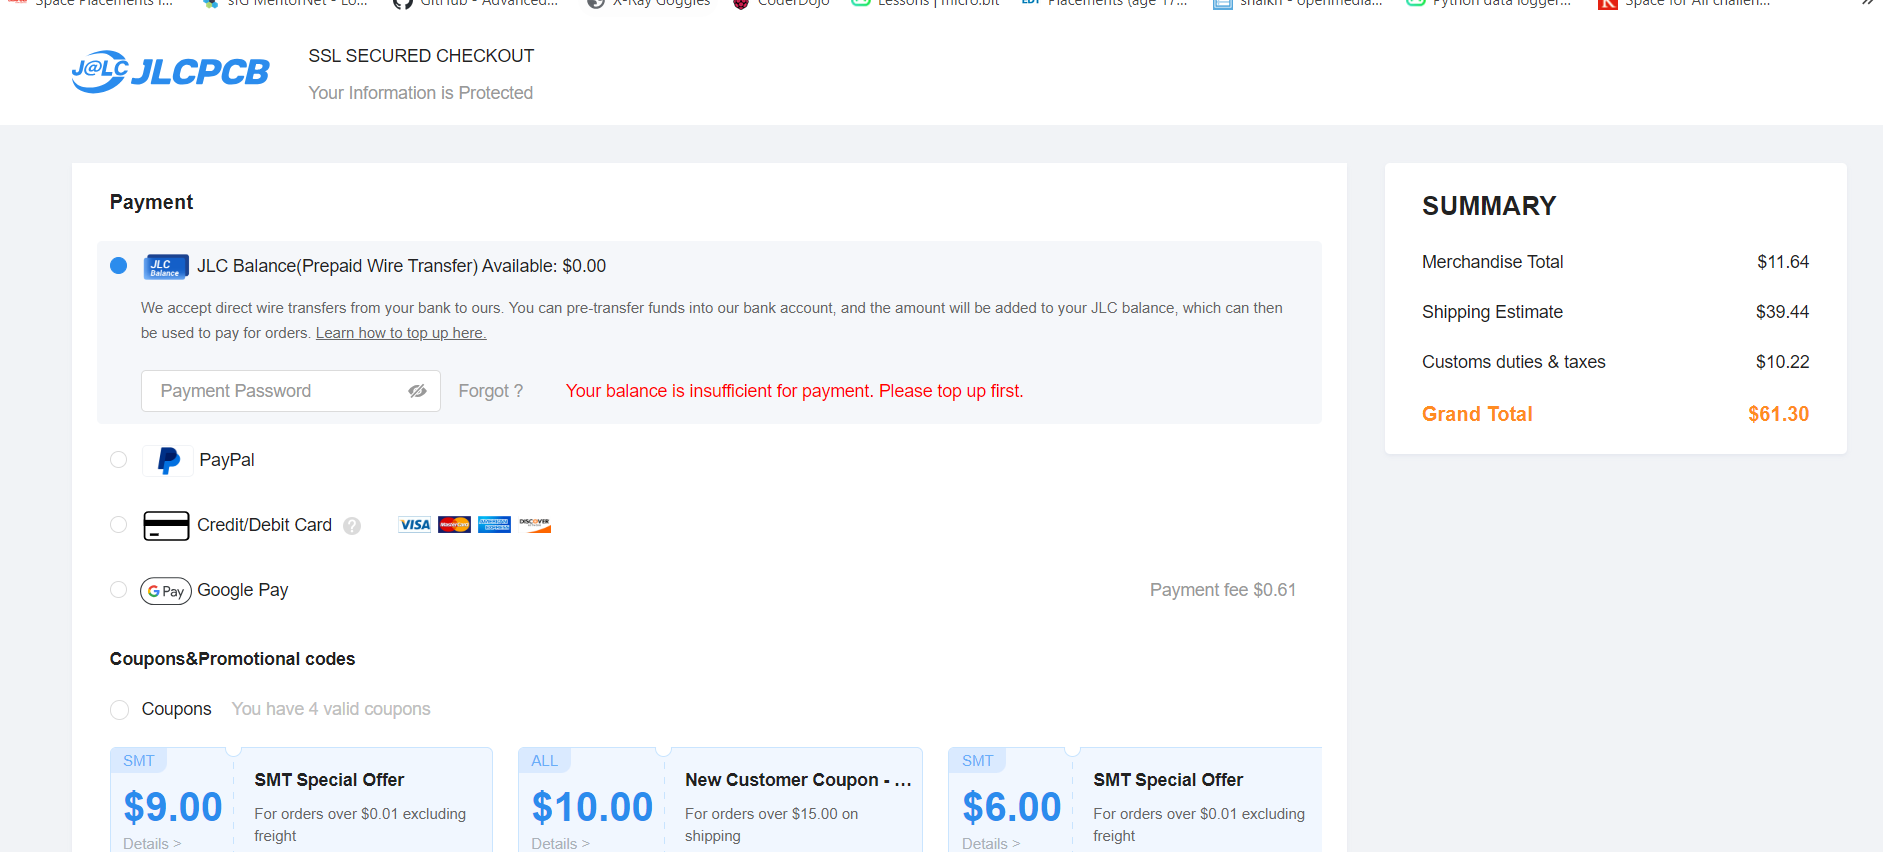 Space Placements I...
sIG MentorNet - Lo...
GitHub - Advanced...
X-Ray Goggles
CoderDojo
Lessons | micro:bit
EDT Placements (age 17...
shaikh - openmedia...
Python data logger...
Space for All challen...
J@LC JLCPCB
SSL SECURED CHECKOUT
Your Information is Protected
Payment
JLC Balance
JLC Balance(Prepaid Wire Transfer) Available: $0.00
We accept direct wire transfers from your bank to ours. You can pre-transfer funds into our bank account, and the amount will be added to your JLC balance, which can then
be used to pay for orders. Learn how to top up here.
Payment Password
Forgot ?
Your balance is insufficient for payment. Please top up first.
PayPal
Credit/Debit Card ?
VISA MasterCard AMERICAN EXPRESS DISCOVER
G Pay Google Pay
Payment fee $0.61
Coupons&Promotional codes
Coupons You have 4 valid coupons
SMT
$9.00
Details >
SMT Special Offer
For orders over $0.01 excluding
freight
ALL
$10.00
Details >
New Customer Coupon - ...
For orders over $15.00 on
shipping
SMT
$6.00
Details >
SMT Special Offer
For orders over $0.01 excluding
freight
SUMMARY
Merchandise Total $11.64
Shipping Estimate $39.44
Customs duties & taxes $10.22
Grand Total $61.30